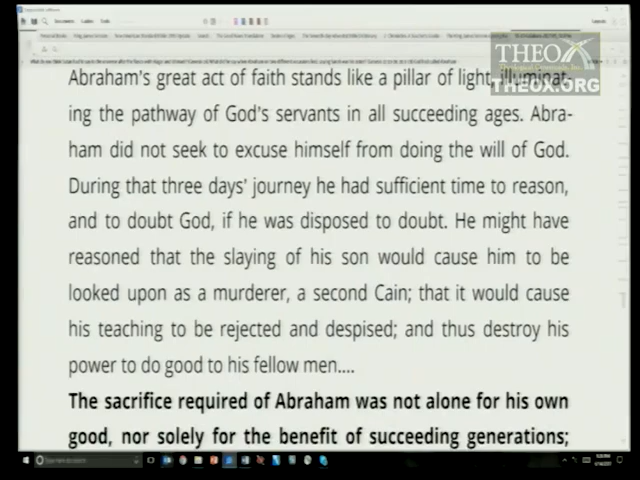 THEOX
THEOX.ORG
Abraham's great act of faith stands like a pillar of light, illuminat-
ing the pathway of God's servants in all succeeding ages. Abra-
ham did not seek to excuse himself from doing the will of God.
During that three days' journey he had sufficient time to reason,
and to doubt God, if he was disposed to doubt. He might have
reasoned that the slaying of his son would cause him to be
looked upon as a murderer, a second Cain; that it would cause
his teaching to be rejected and despised; and thus destroy his
power to do good to his fellow men....
The sacrifice required of Abraham was not alone for his own
good, nor solely for the benefit of succeeding generations;